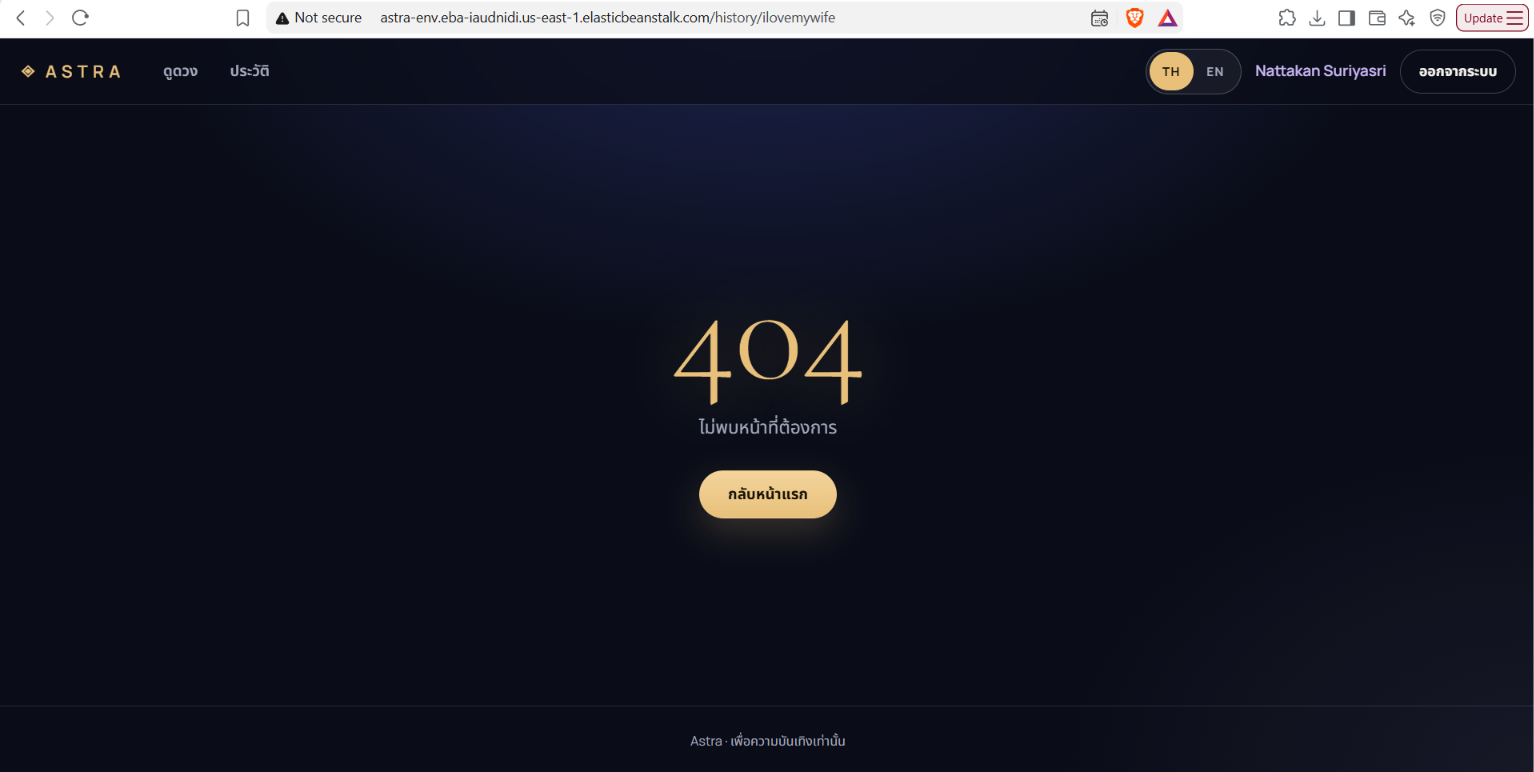 Not secure astra-env.eba-iaudnidi.us-east-1.elasticbeanstalk.com/history/ilovemywife Update
ASTRA ดูดวง ประวัติ TH EN Nattakan Suriyasri ออกจากระบบ
404
ไม่พบหน้าที่ต้องการ
กลับหน้าแรก
Astra · เพื่อความบันเทิงเท่านั้น